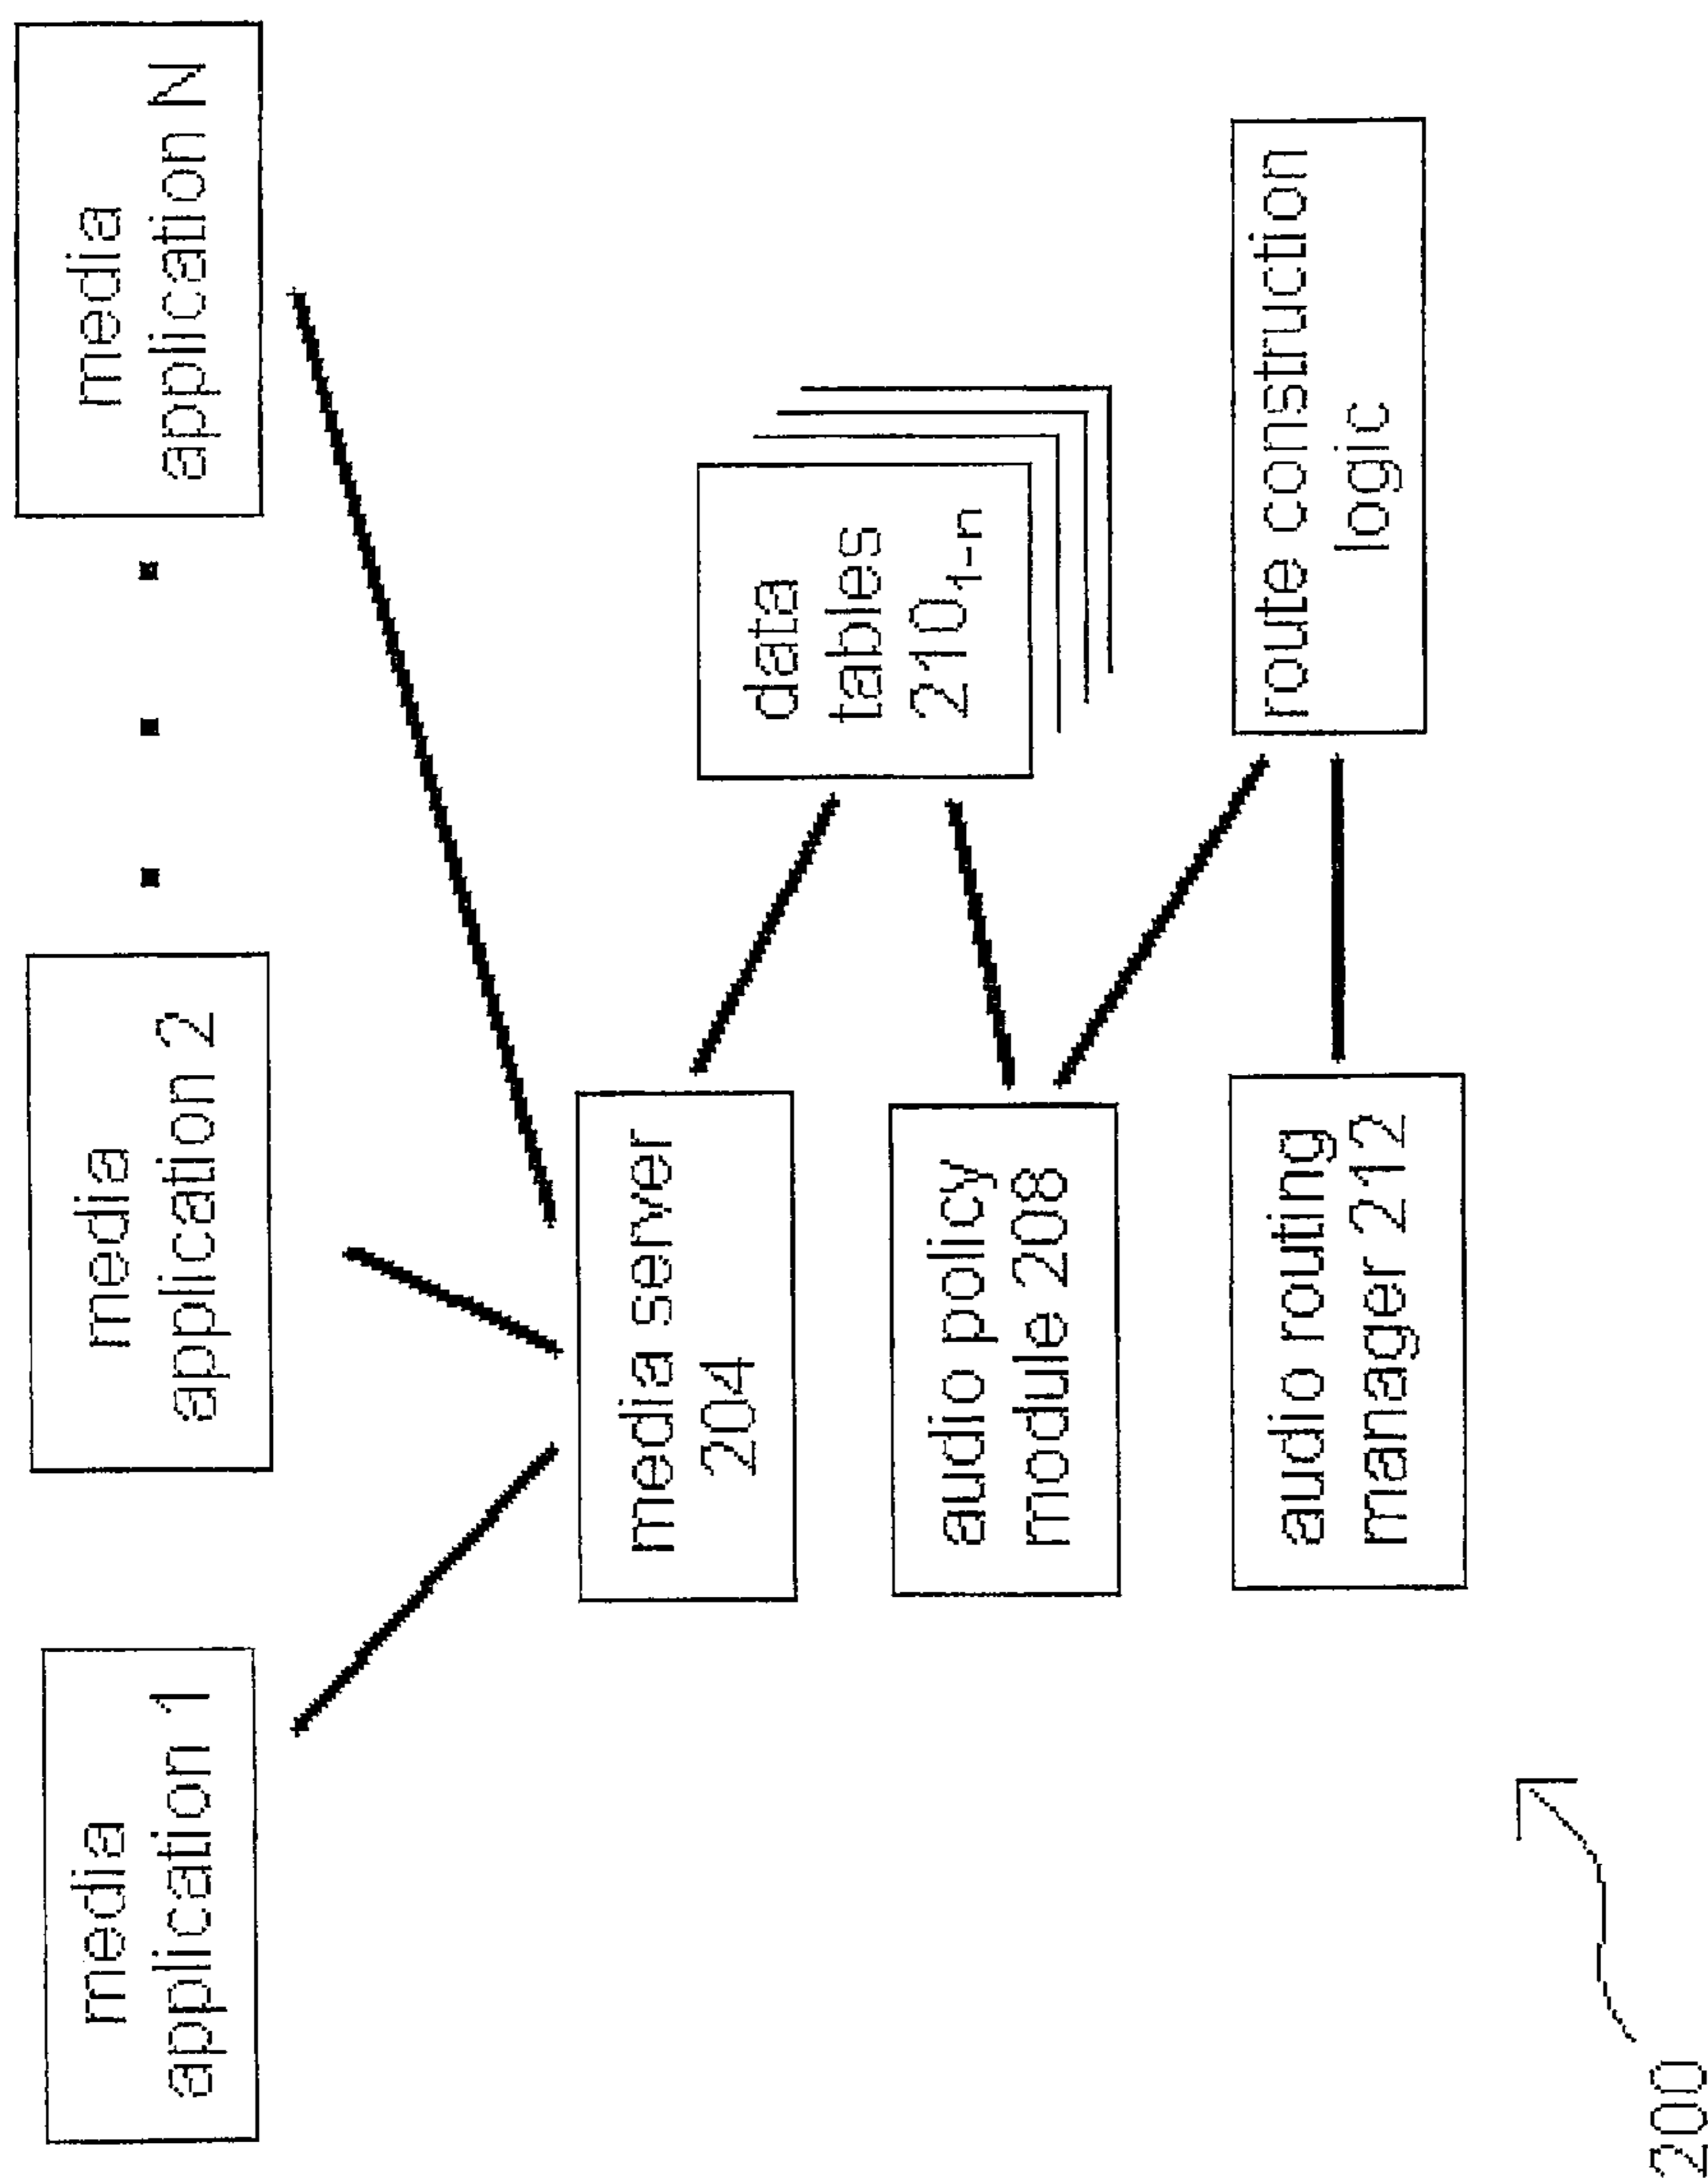 media
application 1
media
application 2
media
application N
media server
204
data
tables
210₁₋ₙ
audio policy
module 208
route construction
logic
audio routing
manager 212
200